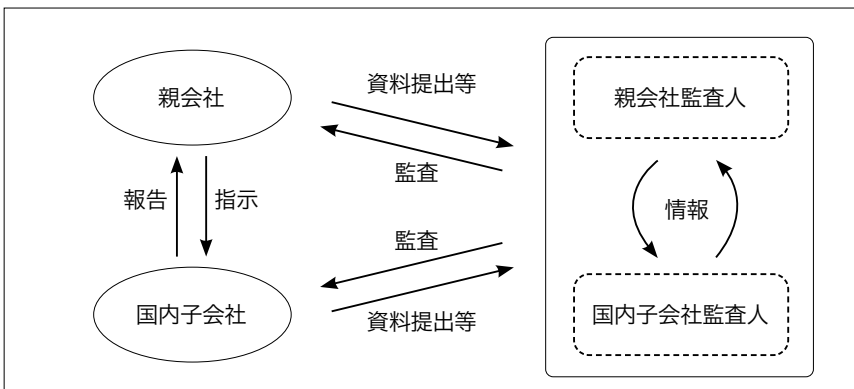 親会社
資料提出等
親会社監査人
監査
報告
指示
情報
監査
国内子会社
資料提出等
国内子会社監査人